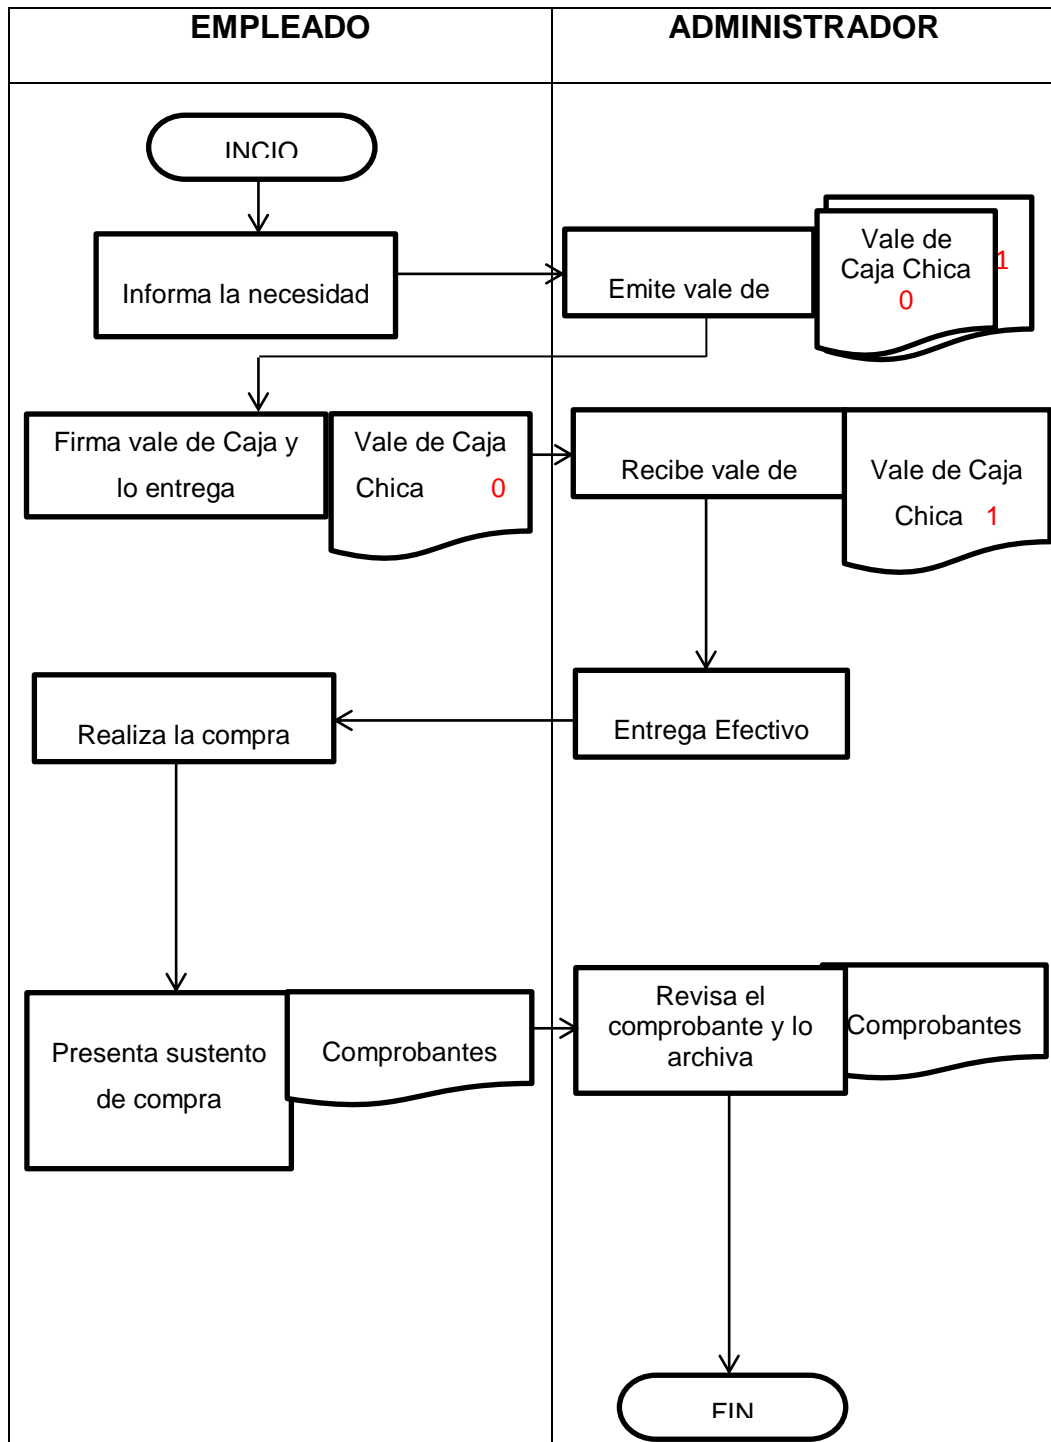 EMPLEADO
ADMINISTRADOR
INCIO
Informa la necesidad
Emite vale de
Vale de
Caja Chica
0
1
Firma vale de Caja y
lo entrega
Vale de Caja
Chica 0
Recibe vale de
Vale de Caja
Chica 1
Entrega Efectivo
Realiza la compra
Presenta sustento
de compra
Comprobantes
Revisa el
comprobante y lo
archiva
Comprobantes
FIN